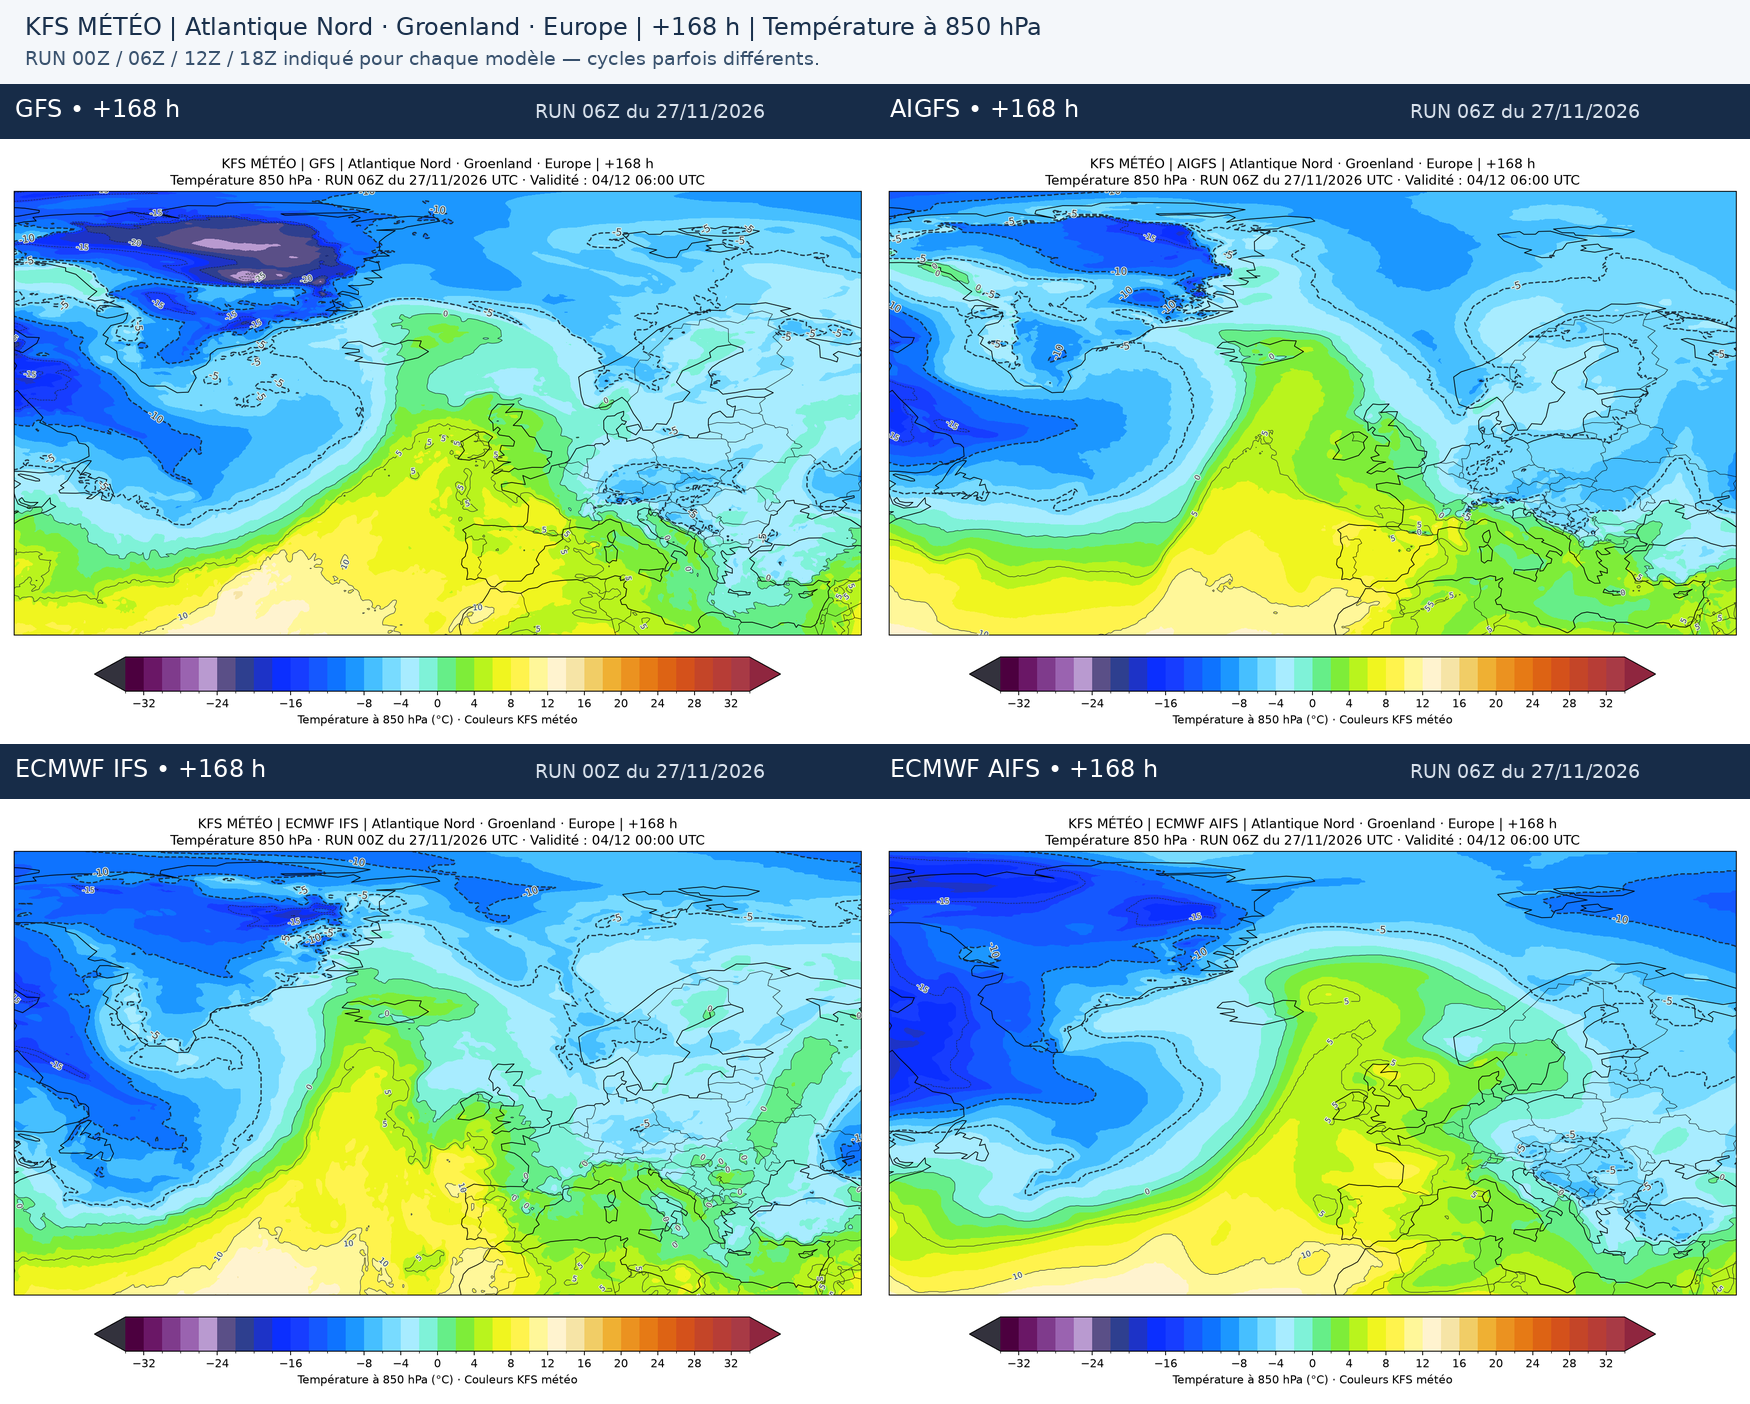 KFS MÉTÉO | Atlantique Nord · Groenland · Europe | +168 h | Température à 850 hPa
RUN 00Z / 06Z / 12Z / 18Z indiqué pour chaque modèle — cycles parfois différents.
GFS • +168 h RUN 06Z du 27/11/2026
AIGFS • +168 h RUN 06Z du 27/11/2026
KFS MÉTÉO | GFS | Atlantique Nord · Groenland · Europe | +168 h
Température 850 hPa · RUN 06Z du 27/11/2026 UTC · Validité : 04/12 06:00 UTC
KFS MÉTÉO | AIGFS | Atlantique Nord · Groenland · Europe | +168 h
Température 850 hPa · RUN 06Z du 27/11/2026 UTC · Validité : 04/12 06:00 UTC
−32 −24 −16 −8 −4 0 4 8 12 16 20 24 28 32
Température à 850 hPa (°C) · Couleurs KFS météo
−32 −24 −16 −8 −4 0 4 8 12 16 20 24 28 32
Température à 850 hPa (°C) · Couleurs KFS météo
ECMWF IFS • +168 h RUN 00Z du 27/11/2026
ECMWF AIFS • +168 h RUN 06Z du 27/11/2026
KFS MÉTÉO | ECMWF IFS | Atlantique Nord · Groenland · Europe | +168 h
Température 850 hPa · RUN 00Z du 27/11/2026 UTC · Validité : 04/12 00:00 UTC
KFS MÉTÉO | ECMWF AIFS | Atlantique Nord · Groenland · Europe | +168 h
Température 850 hPa · RUN 06Z du 27/11/2026 UTC · Validité : 04/12 06:00 UTC
−32 −24 −16 −8 −4 0 4 8 12 16 20 24 28 32
Température à 850 hPa (°C) · Couleurs KFS météo
−32 −24 −16 −8 −4 0 4 8 12 16 20 24 28 32
Température à 850 hPa (°C) · Couleurs KFS météo